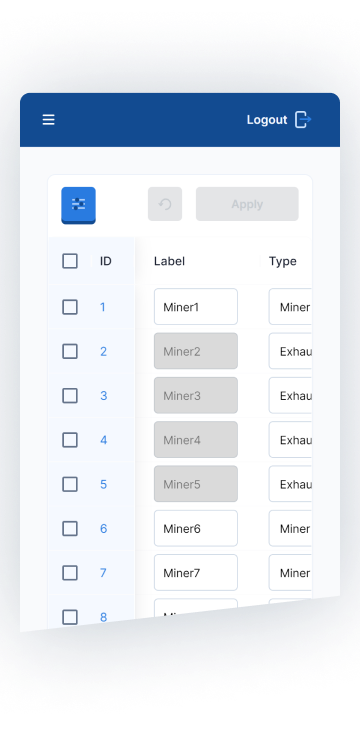 Logout
Apply
ID Label Type
1 Miner1 Miner
2 Miner2 Exhau
3 Miner3 Exhau
4 Miner4 Exhau
5 Miner5 Exhau
6 Miner6 Miner
7 Miner7 Miner
8